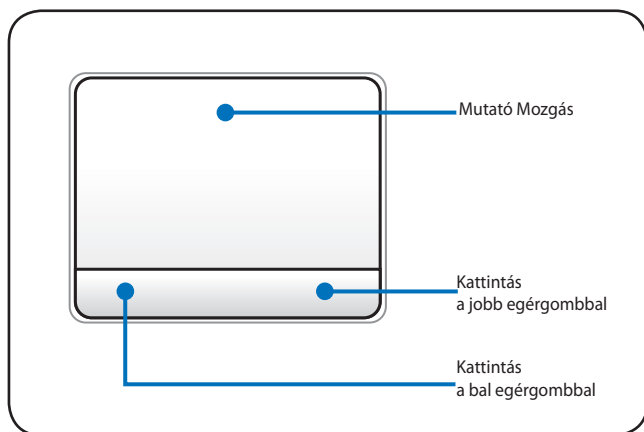 Mutató Mozgás
Kattintás
a jobb egérgombbal
Kattintás
a bal egérgombbal